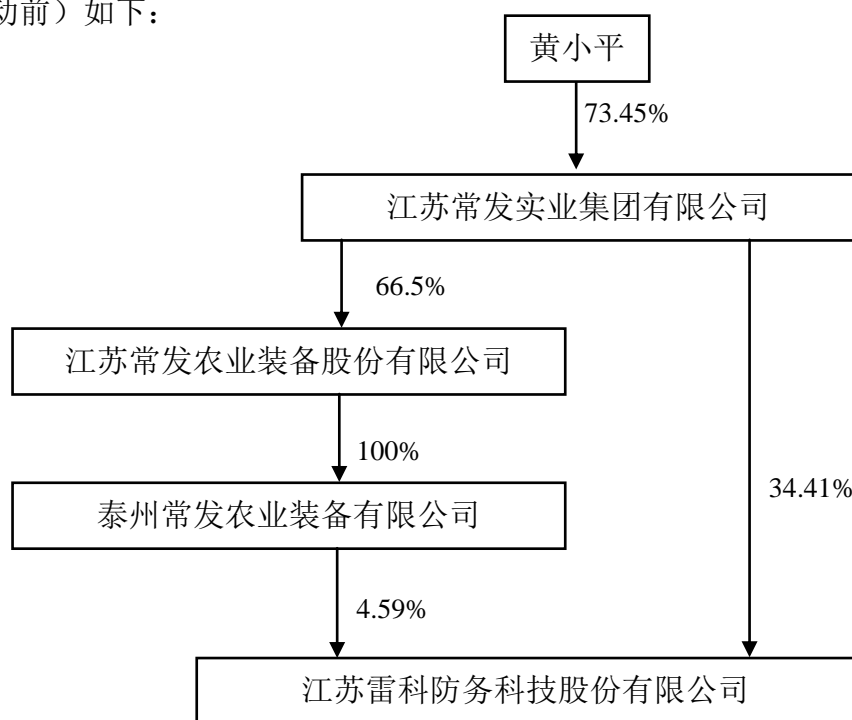 动前）如下：
黄小平
73.45%
江苏常发实业集团有限公司
66.5%
江苏常发农业装备股份有限公司
100%
泰州常发农业装备有限公司
34.41%
4.59%
江苏雷科防务科技股份有限公司